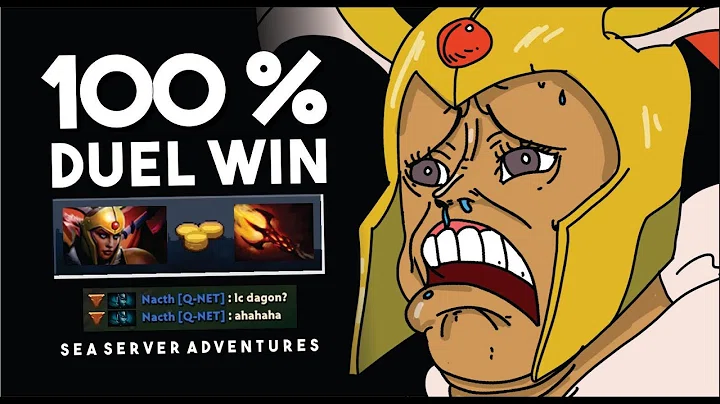 100 %
DUEL WIN
Nacth [Q-NET] : lc dagon?
Nacth [Q-NET] : ahahaha
SEA SERVER ADVENTURES